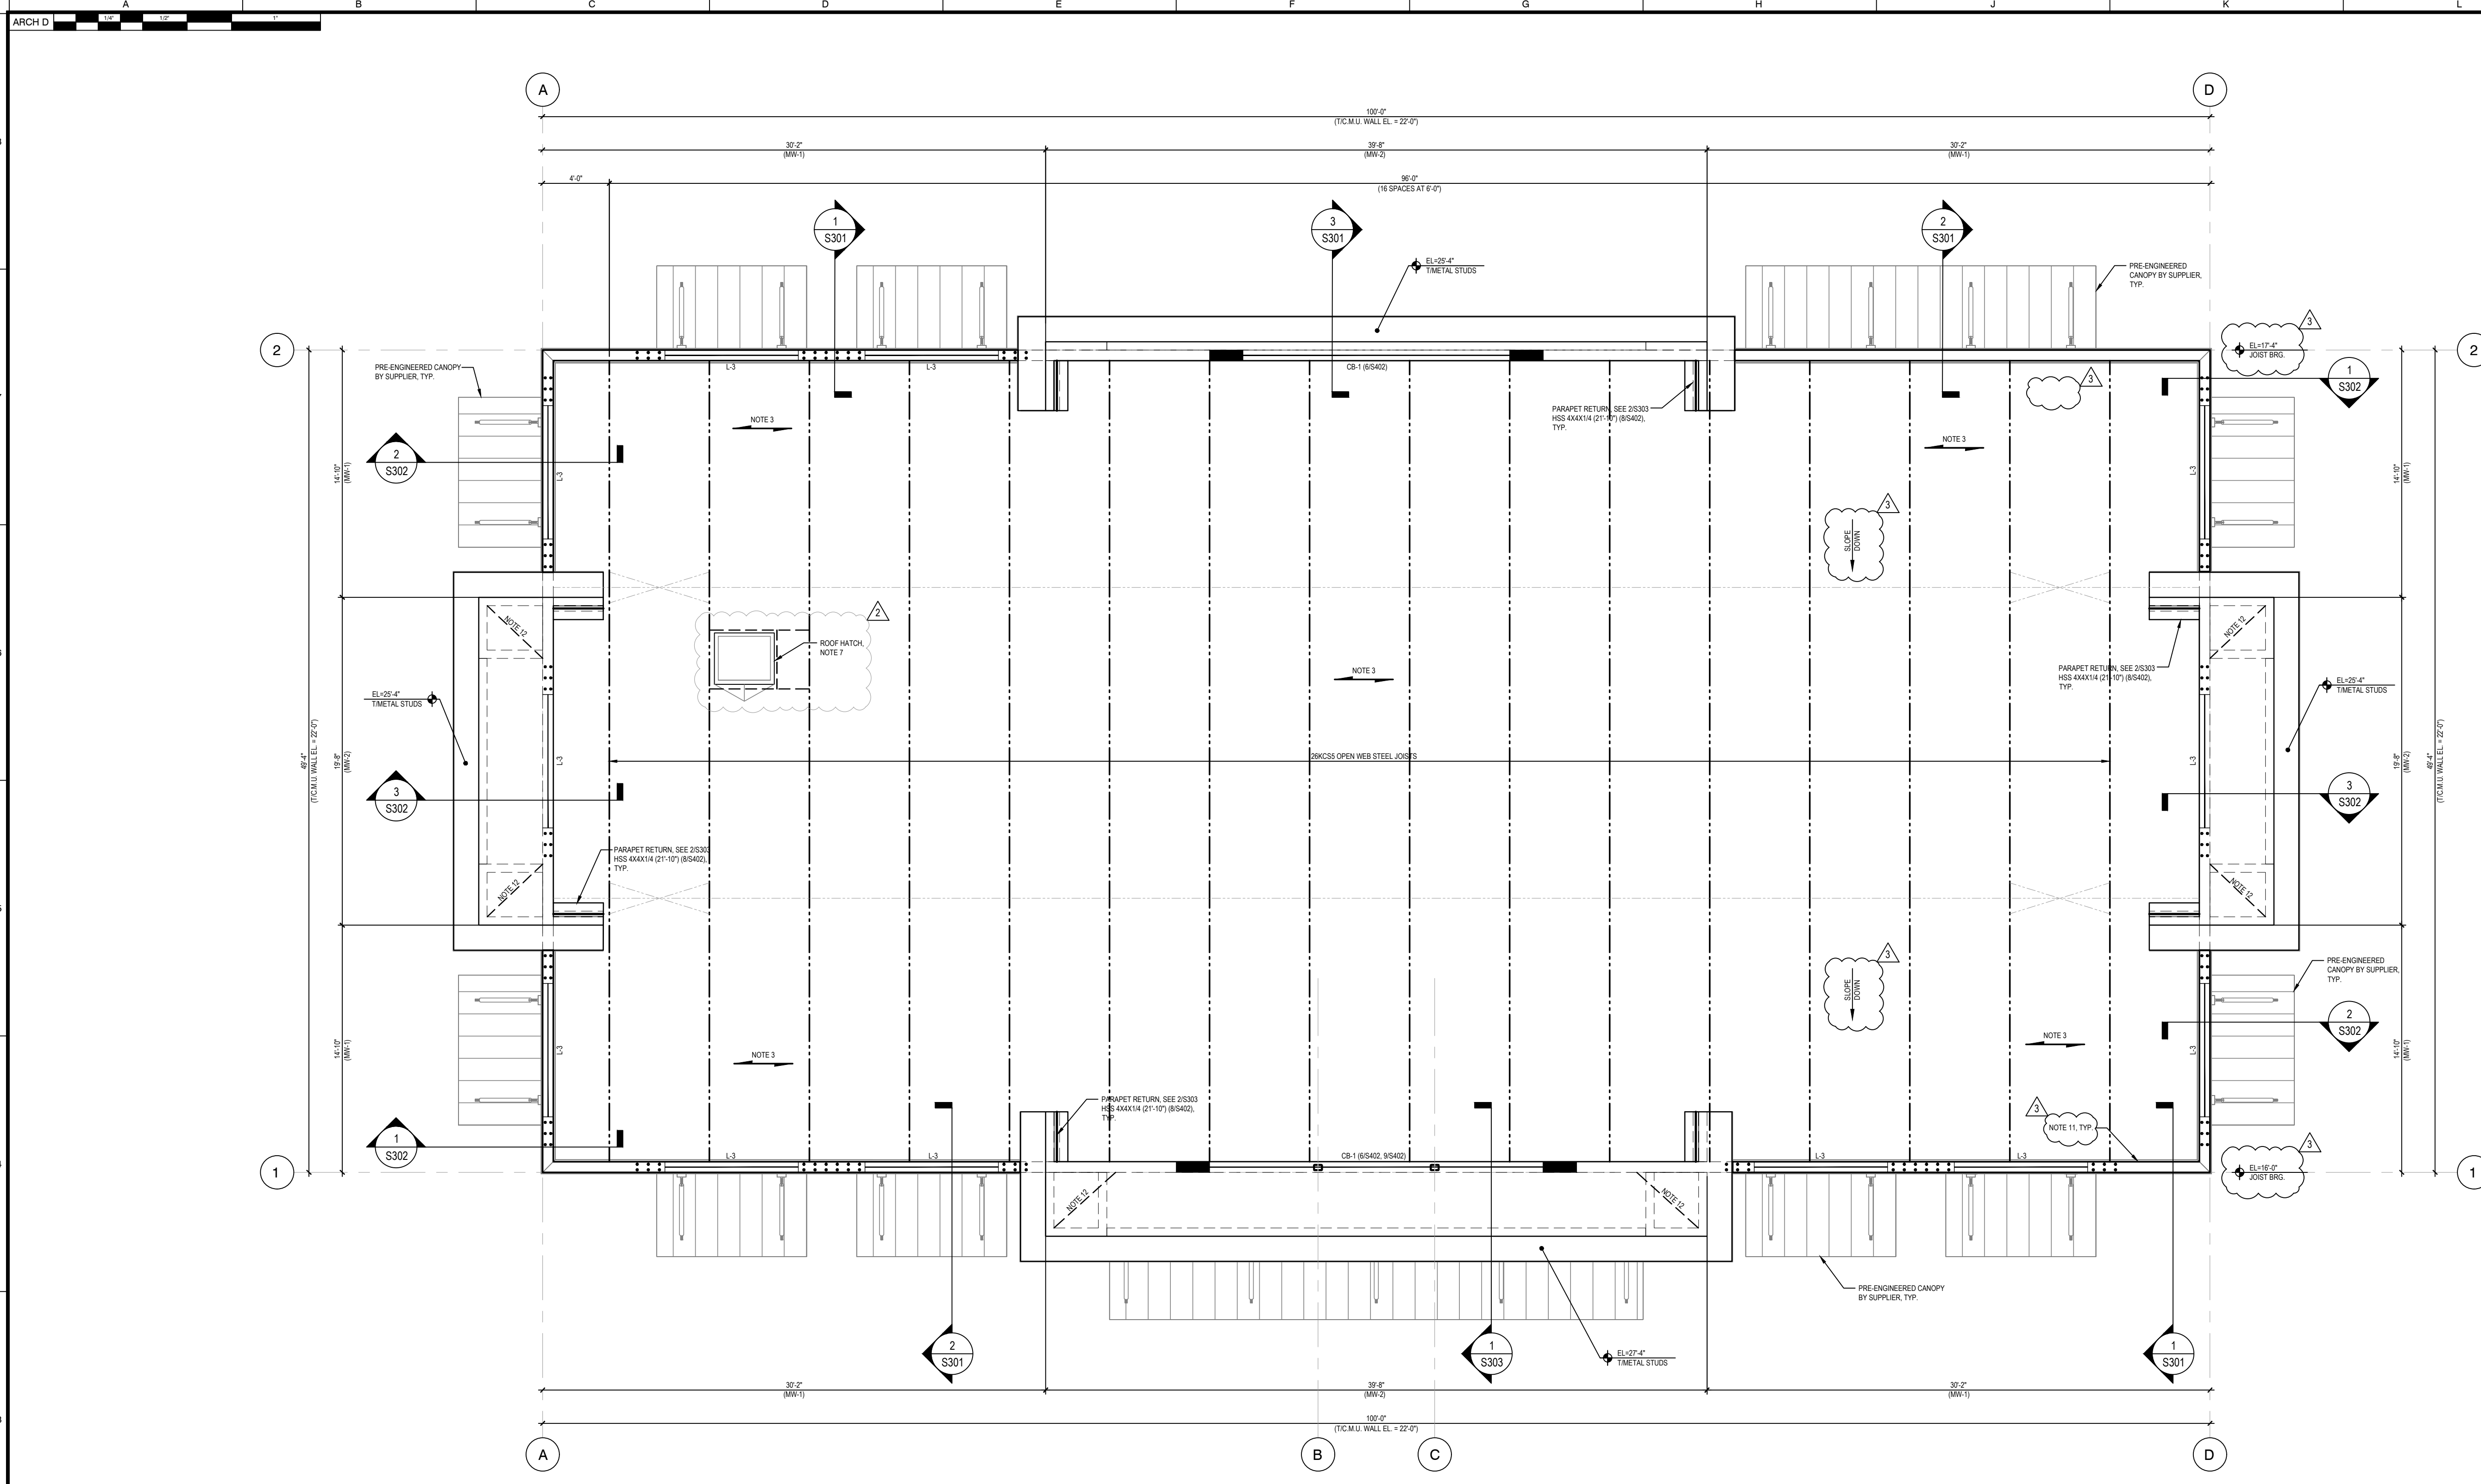 A B C D E F G H J K L
ARCH D 1/4" 1/2" 1"
A D
100'-0"
(T/C.M.U. WALL EL. = 22'-0")
30'-2"
(MW-1)
39'-8"
(MW-2)
30'-2"
(MW-1)
4'-0"
96'-0"
(16 SPACES AT 6'-0")
1
S301
3
S301
2
S301
EL=25'-4"
T/METAL STUDS
PRE-ENGINEERED
CANOPY BY SUPPLIER,
TYP.
3
EL=17'-4"
JOIST BRG.
2
2
PRE-ENGINEERED CANOPY
BY SUPPLIER, TYP.
L-3
L-3
CB-1 (6/S402)
3
1
S302
PARAPET RETURN, SEE 2/S303
HSS 4X4X1/4 (21'-10") (8/S402),
TYP.
NOTE 3
NOTE 3
2
S302
14'-10"
(MW-1)
L-3
L-3
14'-10"
(MW-1)
3
SLOPE
DOWN
2
ROOF HATCH,
NOTE 7
NOTE 12
NOTE 12
NOTE 3
PARAPET RETURN, SEE 2/S303
HSS 4X4X1/4 (21'-10") (8/S402),
TYP.
EL=25'-4"
T/METAL STUDS
EL=25'-4"
T/METAL STUDS
49'-4"
(T/C.M.U. WALL EL. = 22'-0")
19'-8"
(MW-2)
L-3
26KCS5 OPEN WEB STEEL JOISTS
L-3
19'-8"
(MW-2)
49'-4"
(T/C.M.U. WALL EL. = 22'-0")
3
S302
3
S302
PARAPET RETURN, SEE 2/S303
HSS 4X4X1/4 (21'-10") (8/S402),
TYP.
NOTE 12
NOTE 12
3
SLOPE
DOWN
PRE-ENGINEERED
CANOPY BY SUPPLIER,
TYP.
2
S302
14'-10"
(MW-1)
L-3
NOTE 3
NOTE 3
L-3
14'-10"
(MW-1)
PARAPET RETURN, SEE 2/S303
HSS 4X4X1/4 (21'-10") (8/S402),
TYP.
3
NOTE 11, TYP.
1
S302
L-3
L-3
CB-1 (6/S402, 9/S402)
L-3
L-3
3
EL=16'-0"
JOIST BRG.
1
1
NOTE 12
NOTE 12
PRE-ENGINEERED CANOPY
BY SUPPLIER, TYP.
2
S301
1
S303
EL=27'-4"
T/METAL STUDS
1
S301
30'-2"
(MW-1)
39'-8"
(MW-2)
30'-2"
(MW-1)
100'-0"
(T/C.M.U. WALL EL. = 22'-0")
A B C D